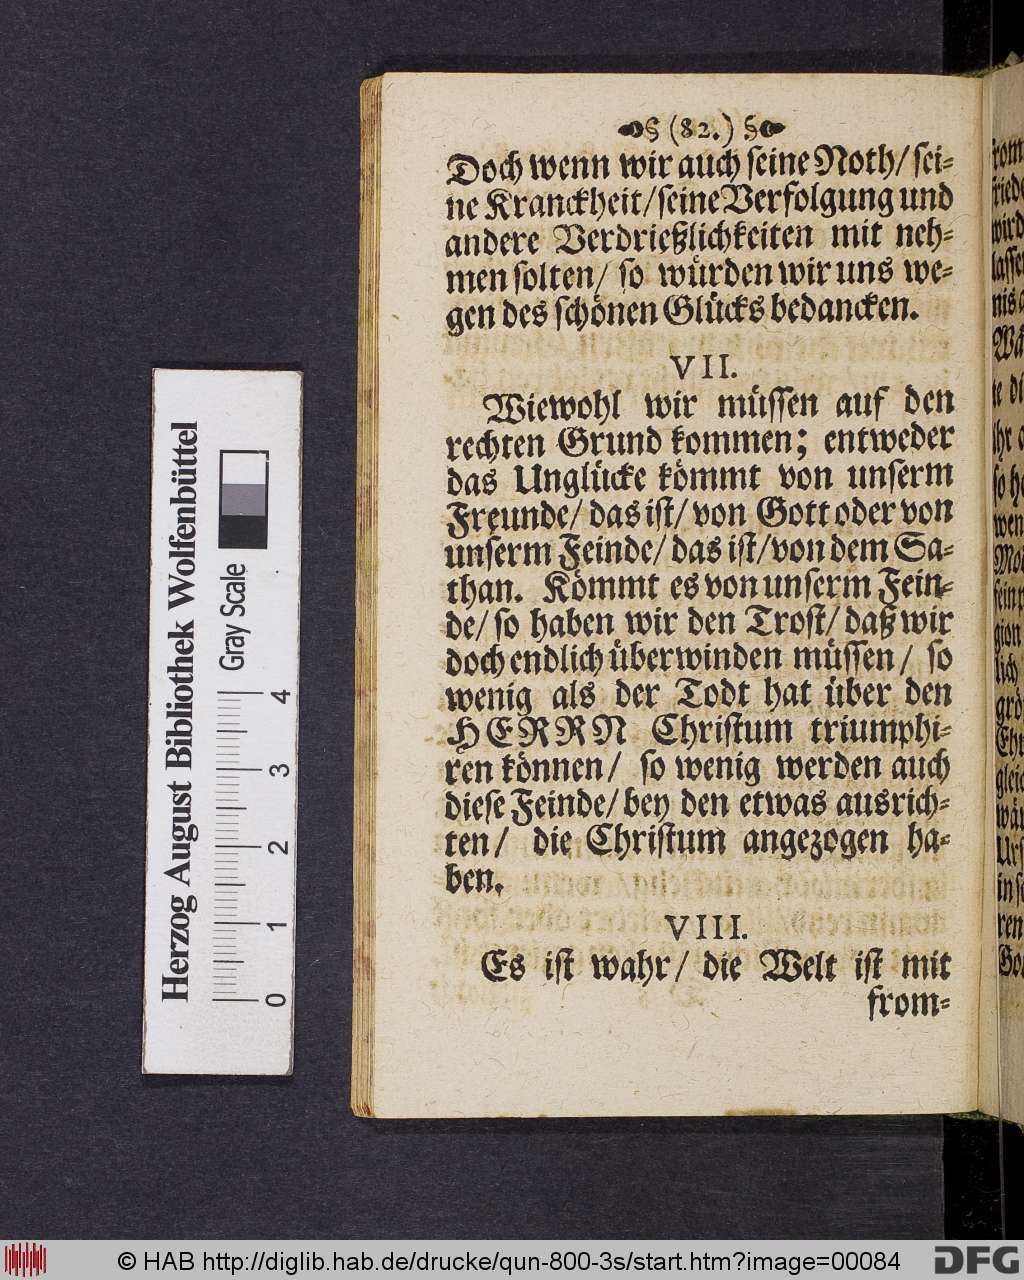 § (82.) §
Doch wenn wir auch seine Noth/ sei-
ne Kranckheit/ seine Verfolgung und
andere Verdrießlichkeiten mit neh-
men solten/ so würden wir uns we-
gen des schönen Glücks bedancken.
VII.
Wiewohl wir müssen auf den
rechten Grund kommen; entweder
das Unglücke kömmt von unserm
Freunde/ das ist/ von Gott oder von
unserm Feinde/ das ist/ von dem Sa-
than. Kömmt es von unserm Fein-
de/ so haben wir den Trost/ daß wir
doch endlich überwinden müssen/ so
wenig als der Todt hat über den
HERRN Christum triumphi-
ren können/ so wenig werden auch
diese Feinde/ bey den etwas ausrich-
ten/ die Christum angezogen ha-
ben.
VIII.
Es ist wahr/ die Welt ist mit
from-
Herzog August Bibliothek Wolfenbüttel
Gray Scale
0 1 2 3 4
© HAB http://diglib.hab.de/drucke/qun-800-3s/start.htm?image=00084
DFG